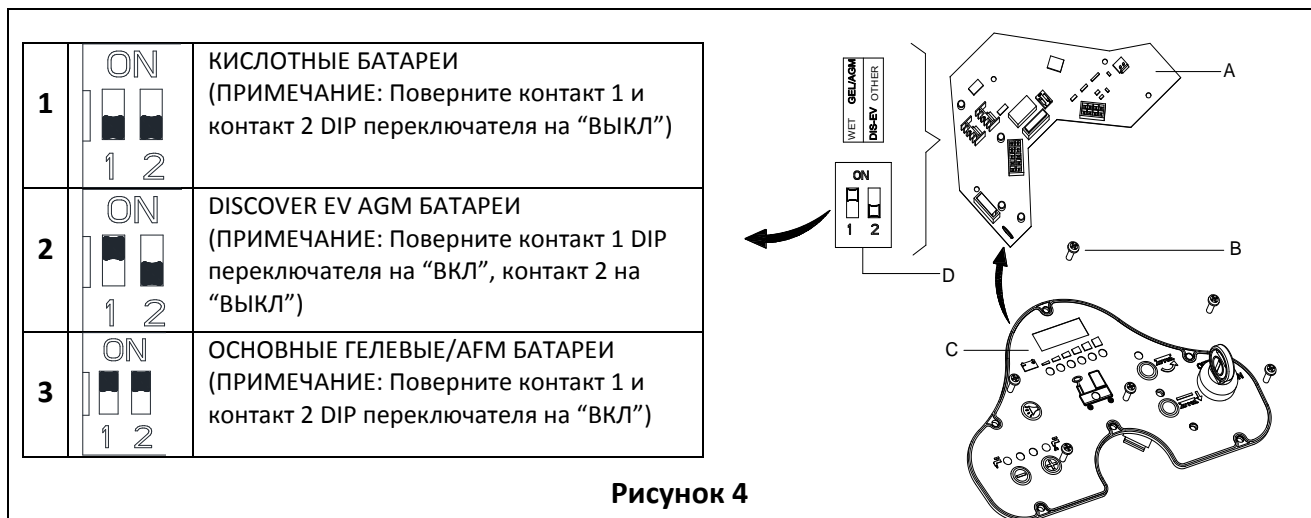 1
ON
1 2
КИСЛОТНЫЕ БАТАРЕИ
(ПРИМЕЧАНИЕ: Поверните контакт 1 и
контакт 2 DIP переключателя на “ВЫКЛ”)
2
ON
1 2
DISCOVER EV AGM БАТАРЕИ
(ПРИМЕЧАНИЕ: Поверните контакт 1 DIP
переключателя на “ВКЛ”, контакт 2 на
“ВЫКЛ”)
3
ON
1 2
ОСНОВНЫЕ ГЕЛЕВЫЕ/AFM БАТАРЕИ
(ПРИМЕЧАНИЕ: Поверните контакт 1 и
контакт 2 DIP переключателя на “ВКЛ”)
WET GEL/AGM
DIS-EV OTHER
ON
1 2
D
A
B
C
Рисунок 4